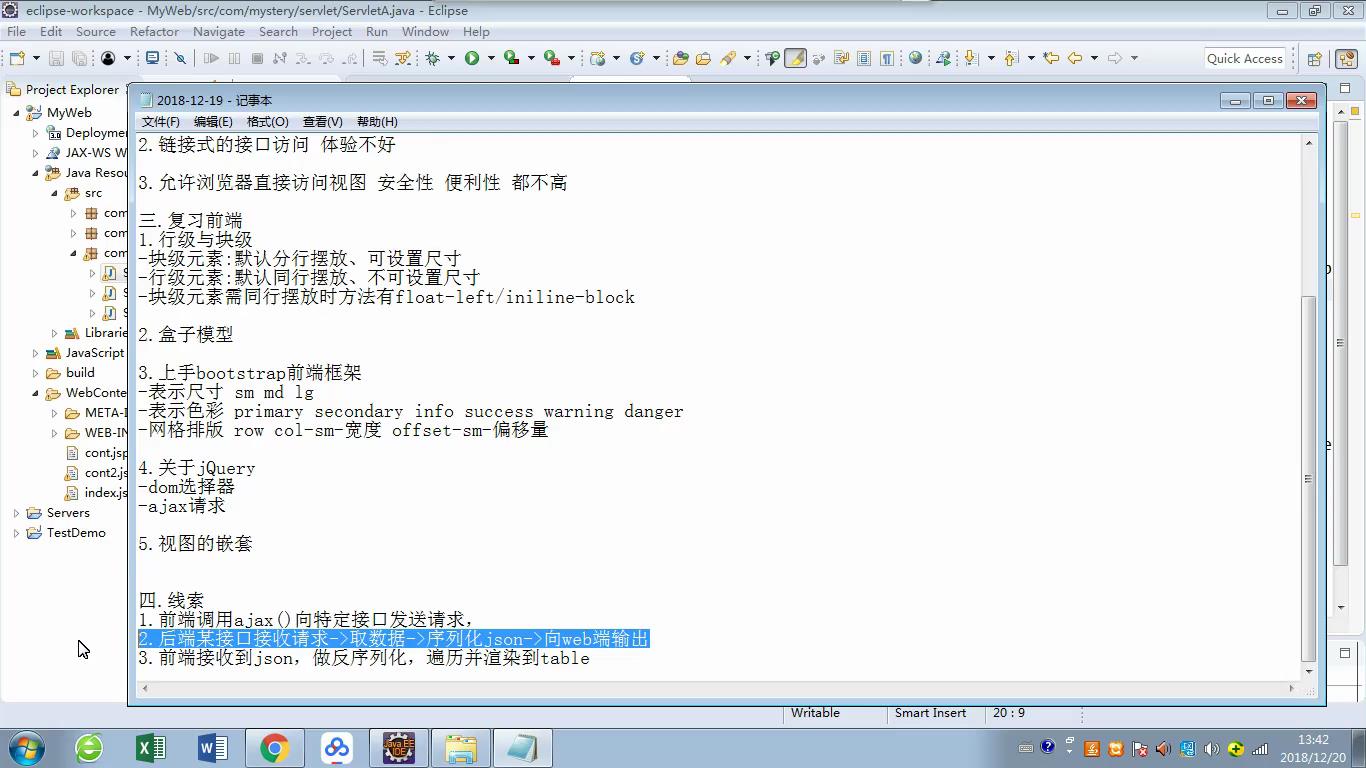 eclipse-workspace - MyWeb/src/com/mystery/servlet/ServletA.java - Eclipse
File Edit Source Refactor Navigate Search Project Run Window Help
Quick Access
Project Explorer
MyWeb
Deployme
JAX-WS W
Java Resou
src
com
com
com
S
S
S
Librarie
JavaScript
build
WebConte
META-I
WEB-IN
cont.jsp
cont2.js
index.js
Servers
TestDemo
2018-12-19 - 记事本
文件(F) 编辑(E) 格式(O) 查看(V) 帮助(H)
2.链接式的接口访问 体验不好
3.允许浏览器直接访问视图 安全性 便利性 都不高
三.复习前端
1.行级与块级
-块级元素:默认分行摆放、可设置尺寸
-行级元素:默认同行摆放、不可设置尺寸
-块级元素需同行摆放时方法有float-left/iniline-block
2.盒子模型
3.上手bootstrap前端框架
-表示尺寸 sm md lg
-表示色彩 primary secondary info success warning danger
-网格排版 row col-sm-宽度 offset-sm-偏移量
4.关于jQuery
-dom选择器
-ajax请求
5.视图的嵌套
四.线索
1.前端调用ajax()向特定接口发送请求,
2.后端某接口接收请求->取数据->序列化json->向web端输出
3.前端接收到json，做反序列化，遍历并渲染到table
Writable Smart Insert 20 : 9
13:42
2018/12/20